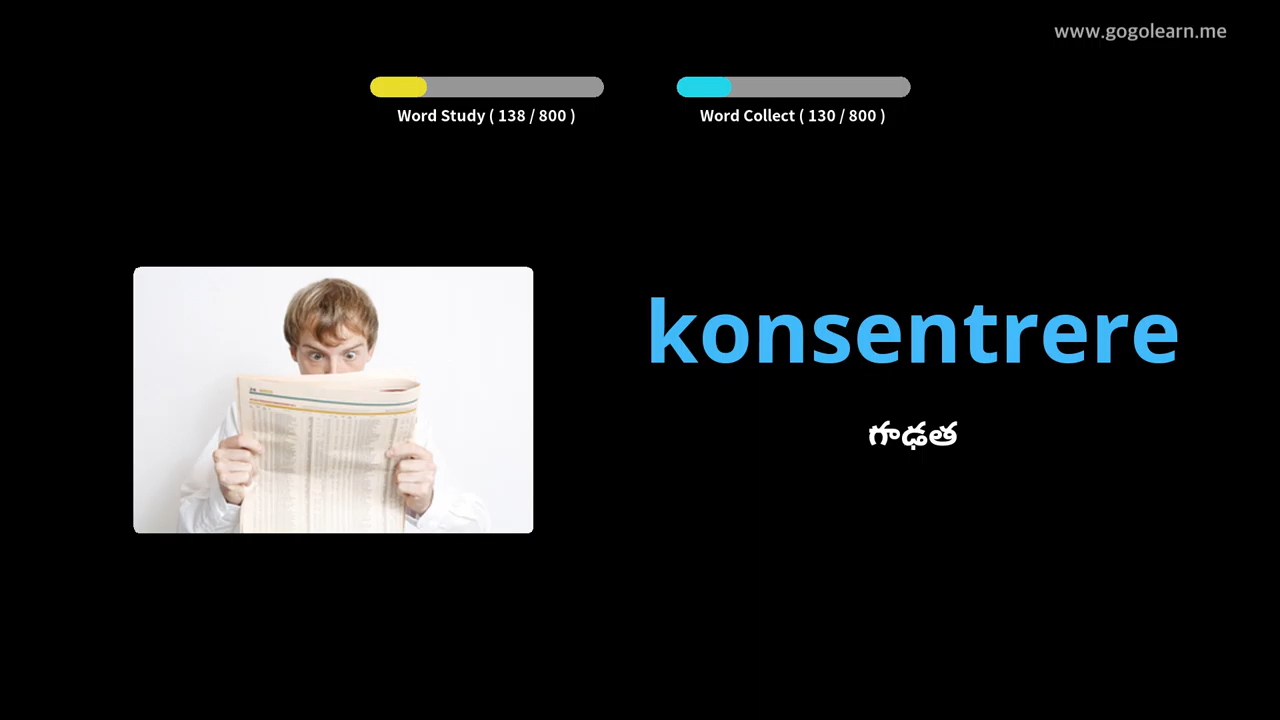 www.gogolearn.me
Word Study ( 138 / 800 )
Word Collect ( 130 / 800 )
konsentrere
గాఢత